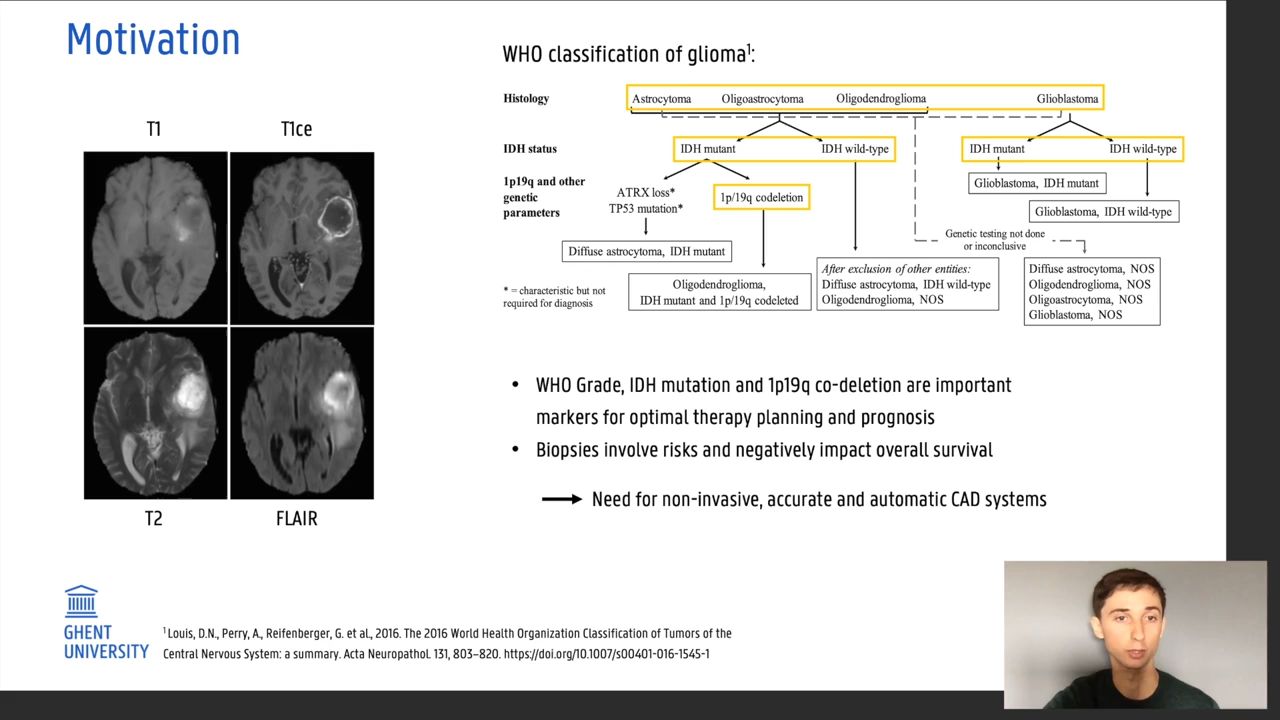 Motivation
T1
T1ce
T2
FLAIR
WHO classification of glioma¹:
Histology
Astrocytoma
Oligoastrocytoma
Oligodendroglioma
Glioblastoma
IDH status
IDH mutant
IDH wild-type
IDH mutant
IDH wild-type
1p19q and other
genetic
parameters
ATRX loss*
TP53 mutation*
1p/19q codeletion
Glioblastoma, IDH mutant
Glioblastoma, IDH wild-type
Genetic testing not done
or inconclusive
Diffuse astrocytoma, IDH mutant
* = characteristic but not
required for diagnosis
Oligodendroglioma,
IDH mutant and 1p/19q codeleted
After exclusion of other entities:
Diffuse astrocytoma, IDH wild-type
Oligodendroglioma, NOS
Diffuse astrocytoma, NOS
Oligodendroglioma, NOS
Oligoastrocytoma, NOS
Glioblastoma, NOS
• WHO Grade, IDH mutation and 1p19q co-deletion are important
markers for optimal therapy planning and prognosis
• Biopsies involve risks and negatively impact overall survival
Need for non-invasive, accurate and automatic CAD systems
GHENT
UNIVERSITY
¹ Louis, D.N., Perry, A., Reifenberger, G. et al., 2016. The 2016 World Health Organization Classification of Tumors of the
Central Nervous System: a summary. Acta Neuropathol. 131, 803–820. https://doi.org/10.1007/s00401-016-1545-1